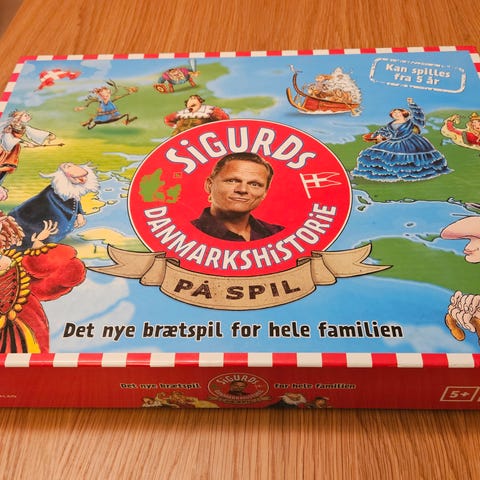 Kan spilles
fra 5 år
SiGURDS
DANMARKSHiSTORiE
PÅ SPIL
Det nye brætspil for hele familien
Det nye brætspil
SiGURDS
for hele familien
5+